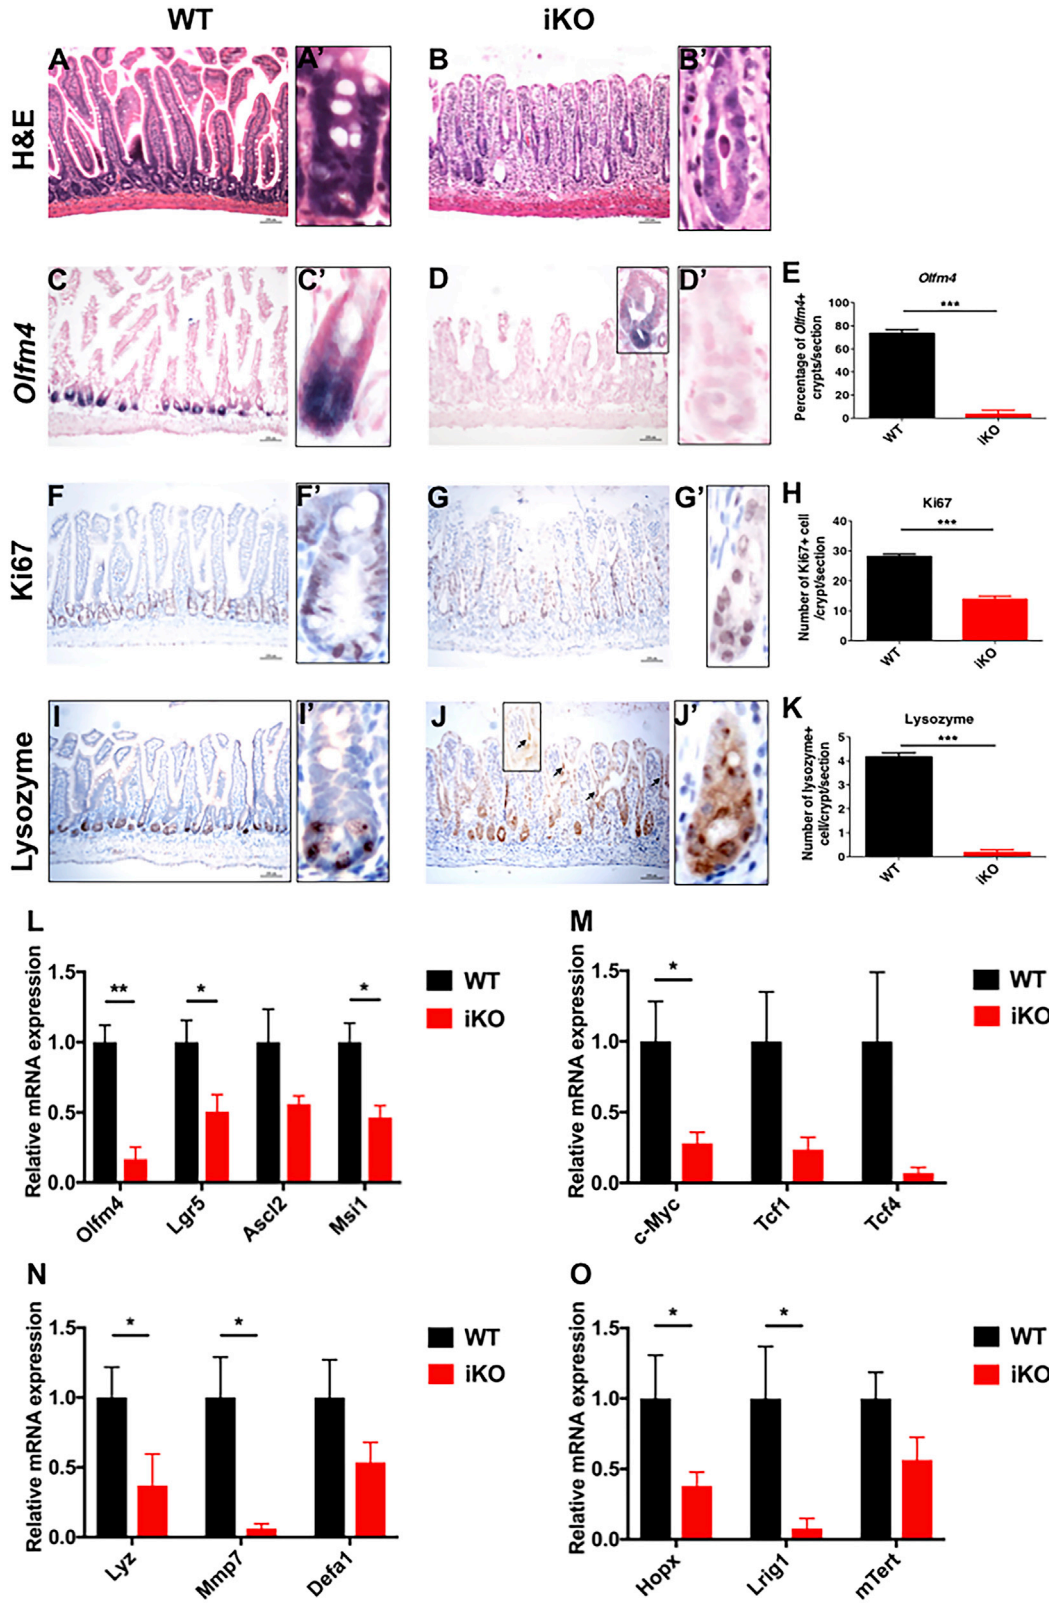 WT
iKO
H&E
A
A'
B
B'
Olfm4
C
C'
D
D'
E
Olfm4
***
Percentage of Olfm4+
crypts/section
100
80
60
40
20
0
WT
iKO
Ki67
F
F'
G
G'
H
Ki67
***
Number of Ki67+ cell
/crypt/section
40
30
20
10
0
WT
iKO
Lysozyme
I
I'
J
J'
K
Lysozyme
***
Number of lysozyme+
cell/crypt/section
5
4
3
2
1
0
WT
iKO
L
Relative mRNA expression
1.5
1.0
0.5
0.0
**
*
*
Olfm4
Lgr5
Ascl2
Msi1
WT
iKO
M
Relative mRNA expression
1.5
1.0
0.5
0.0
*
c-Myc
Tcf1
Tcf4
WT
iKO
N
Relative mRNA expression
1.5
1.0
0.5
0.0
*
*
Lyz
Mmp7
Defa1
WT
iKO
O
Relative mRNA expression
1.5
1.0
0.5
0.0
*
*
Hopx
Lrig1
mTert
WT
iKO